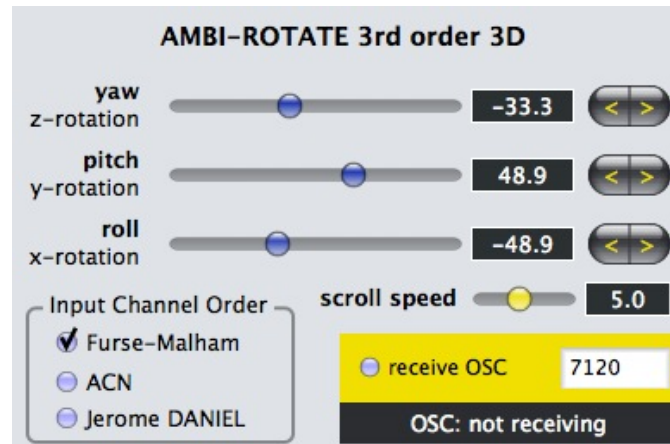 AMBI-ROTATE 3rd order 3D
yaw
z-rotation
-33.3
< >
pitch
y-rotation
48.9
< >
roll
x-rotation
-48.9
< >
scroll speed
5.0
Input Channel Order
Furse-Malham
ACN
Jerome DANIEL
receive OSC
7120
OSC: not receiving